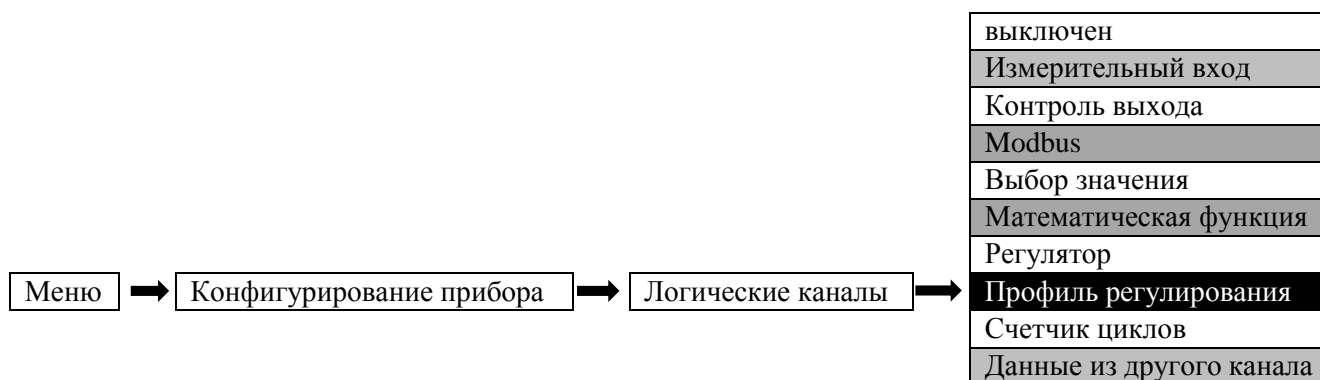 выключен
Измерительный вход
Контроль выхода
Modbus
Выбор значения
Математическая функция
Регулятор
Меню Конфигурирование прибора Логические каналы Профиль регулирования
Счетчик циклов
Данные из другого канала